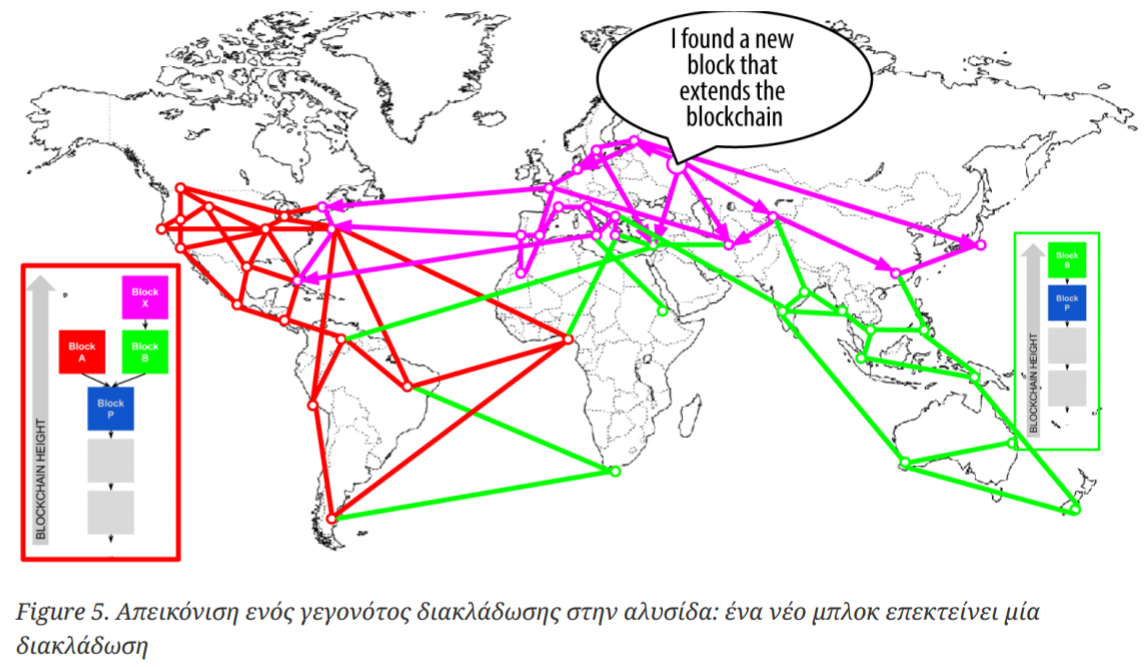 I found a new
block that
extends the
blockchain
BLOCKCHAIN HEIGHT
Block
X
Block
A
Block
B
Block
P
BLOCKCHAIN HEIGHT
Block
B
Block
P
Figure 5. Απεικόνιση ενός γεγονότος διακλάδωσης στην αλυσίδα: ένα νέο μπλοκ επεκτείνει μία
διακλάδωση